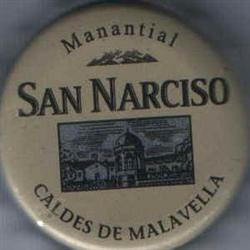 Manantial
SAN NARCISO
CALDES DE MALAVELLA